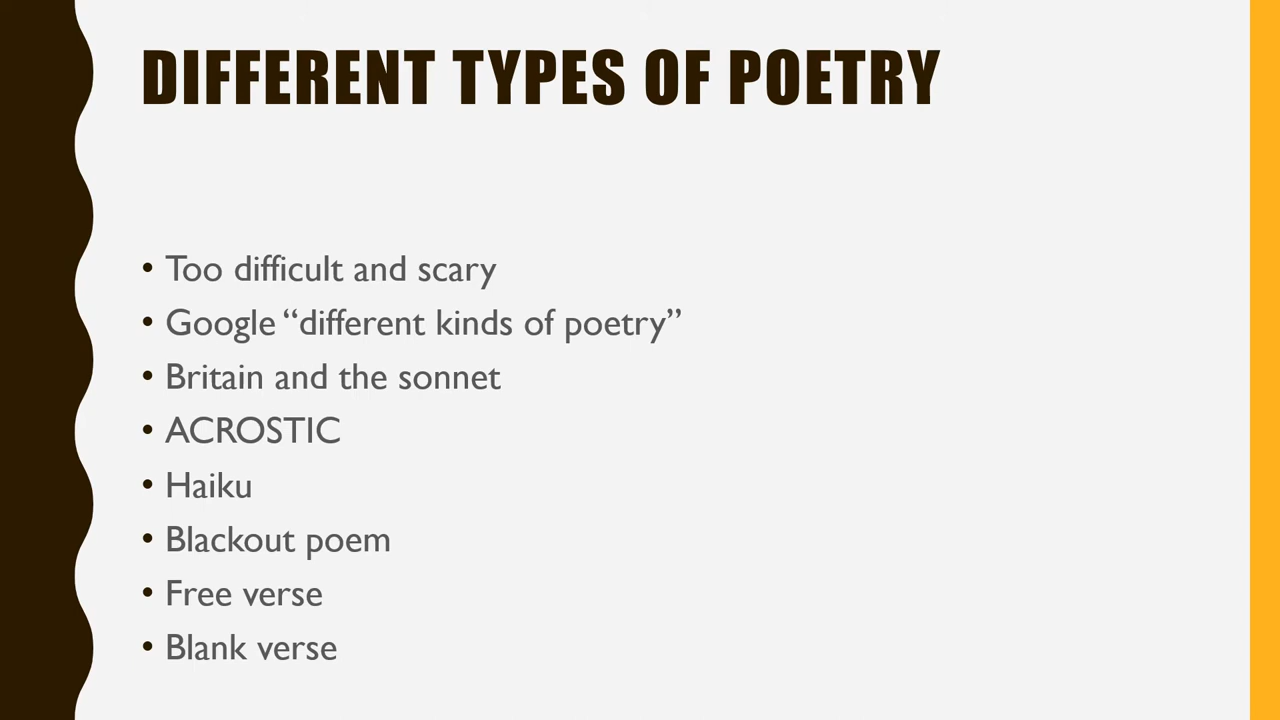 DIFFERENT TYPES OF POETRY
• Too difficult and scary
• Google “different kinds of poetry”
• Britain and the sonnet
• ACROSTIC
• Haiku
• Blackout poem
• Free verse
• Blank verse